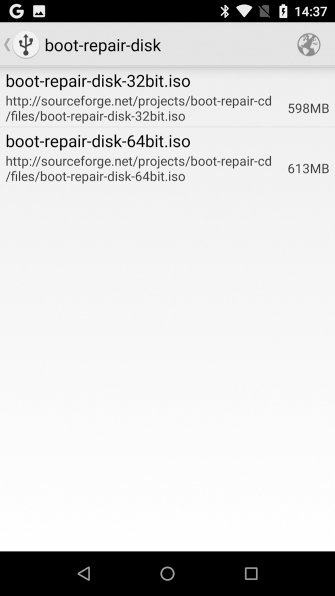 G 14:37
boot-repair-disk
boot-repair-disk-32bit.iso
http://sourceforge.net/projects/boot-repair-cd
/files/boot-repair-disk-32bit.iso
598MB
boot-repair-disk-64bit.iso
http://sourceforge.net/projects/boot-repair-cd
/files/boot-repair-disk-64bit.iso
613MB